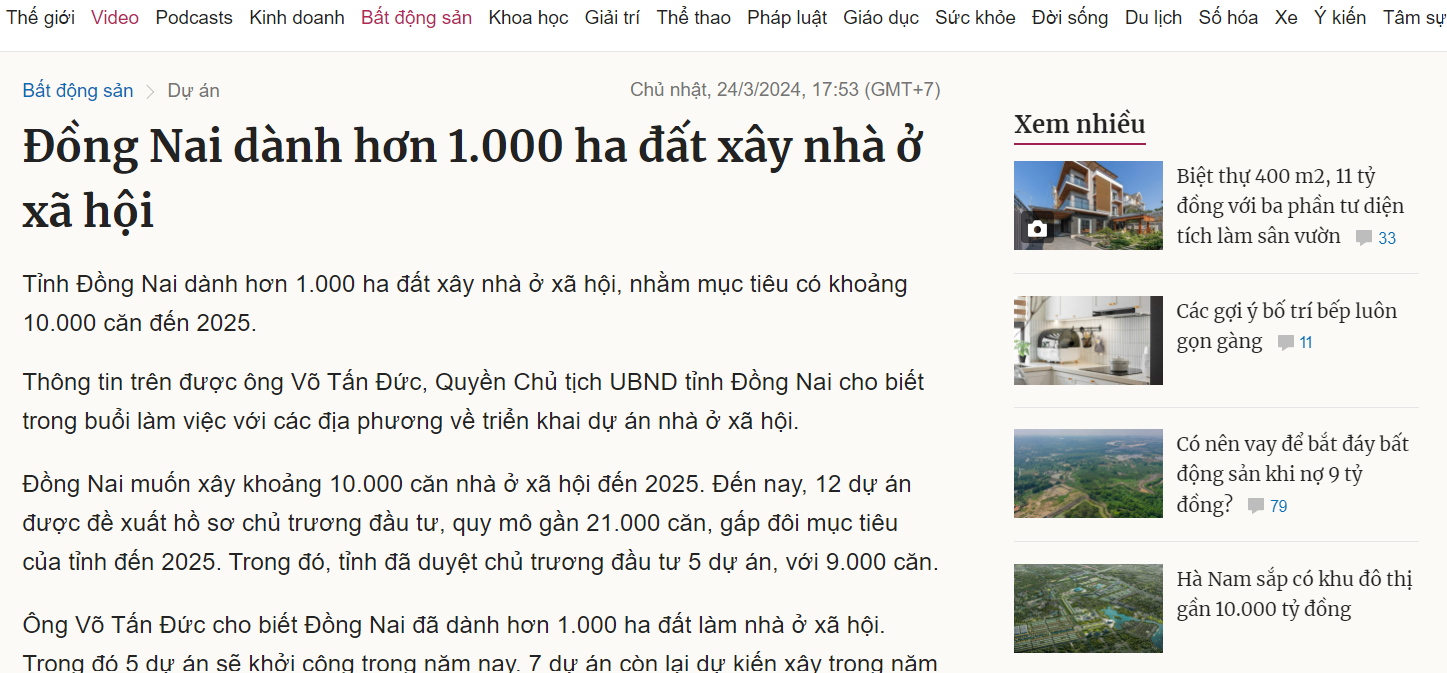 Thế giới Video Podcasts Kinh doanh Bất động sản Khoa học Giải trí Thể thao Pháp luật Giáo dục Sức khỏe Đời sống Du lịch Số hóa Xe Ý kiến Tâm sự
Bất động sản > Dự án
Chủ nhật, 24/3/2024, 17:53 (GMT+7)
Đồng Nai dành hơn 1.000 ha đất xây nhà ở
xã hội
Tỉnh Đồng Nai dành hơn 1.000 ha đất xây nhà ở xã hội, nhằm mục tiêu có khoảng
10.000 căn đến 2025.
Thông tin trên được ông Võ Tấn Đức, Quyền Chủ tịch UBND tỉnh Đồng Nai cho biết
trong buổi làm việc với các địa phương về triển khai dự án nhà ở xã hội.
Đồng Nai muốn xây khoảng 10.000 căn nhà ở xã hội đến 2025. Đến nay, 12 dự án
được đề xuất hồ sơ chủ trương đầu tư, quy mô gần 21.000 căn, gấp đôi mục tiêu
của tỉnh đến 2025. Trong đó, tỉnh đã duyệt chủ trương đầu tư 5 dự án, với 9.000 căn.
Ông Võ Tấn Đức cho biết Đồng Nai đã dành hơn 1.000 ha đất làm nhà ở xã hội.
Trong đó 5 dự án sẽ khởi công trong năm nay. 7 dự án còn lại dự kiến xây trong năm
Xem nhiều
Biệt thự 400 m2, 11 tỷ
đồng với ba phần tư diện
tích làm sân vườn 33
Các gợi ý bố trí bếp luôn
gọn gàng 11
Có nên vay để bắt đáy bất
động sản khi nợ 9 tỷ
đồng? 79
Hà Nam sắp có khu đô thị
gần 10.000 tỷ đồng